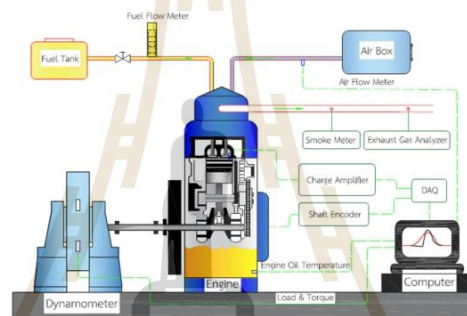 Fuel Flow Meter
Fuel Tank
Air Box
Air Flow Meter
Smoke Meter
Exhaust Gas Analyzer
Charge Amplifier
DAQ
Shaft Encoder
Engine Oil Temperature
Engine
Computer
Dynamometer
Load & Torque